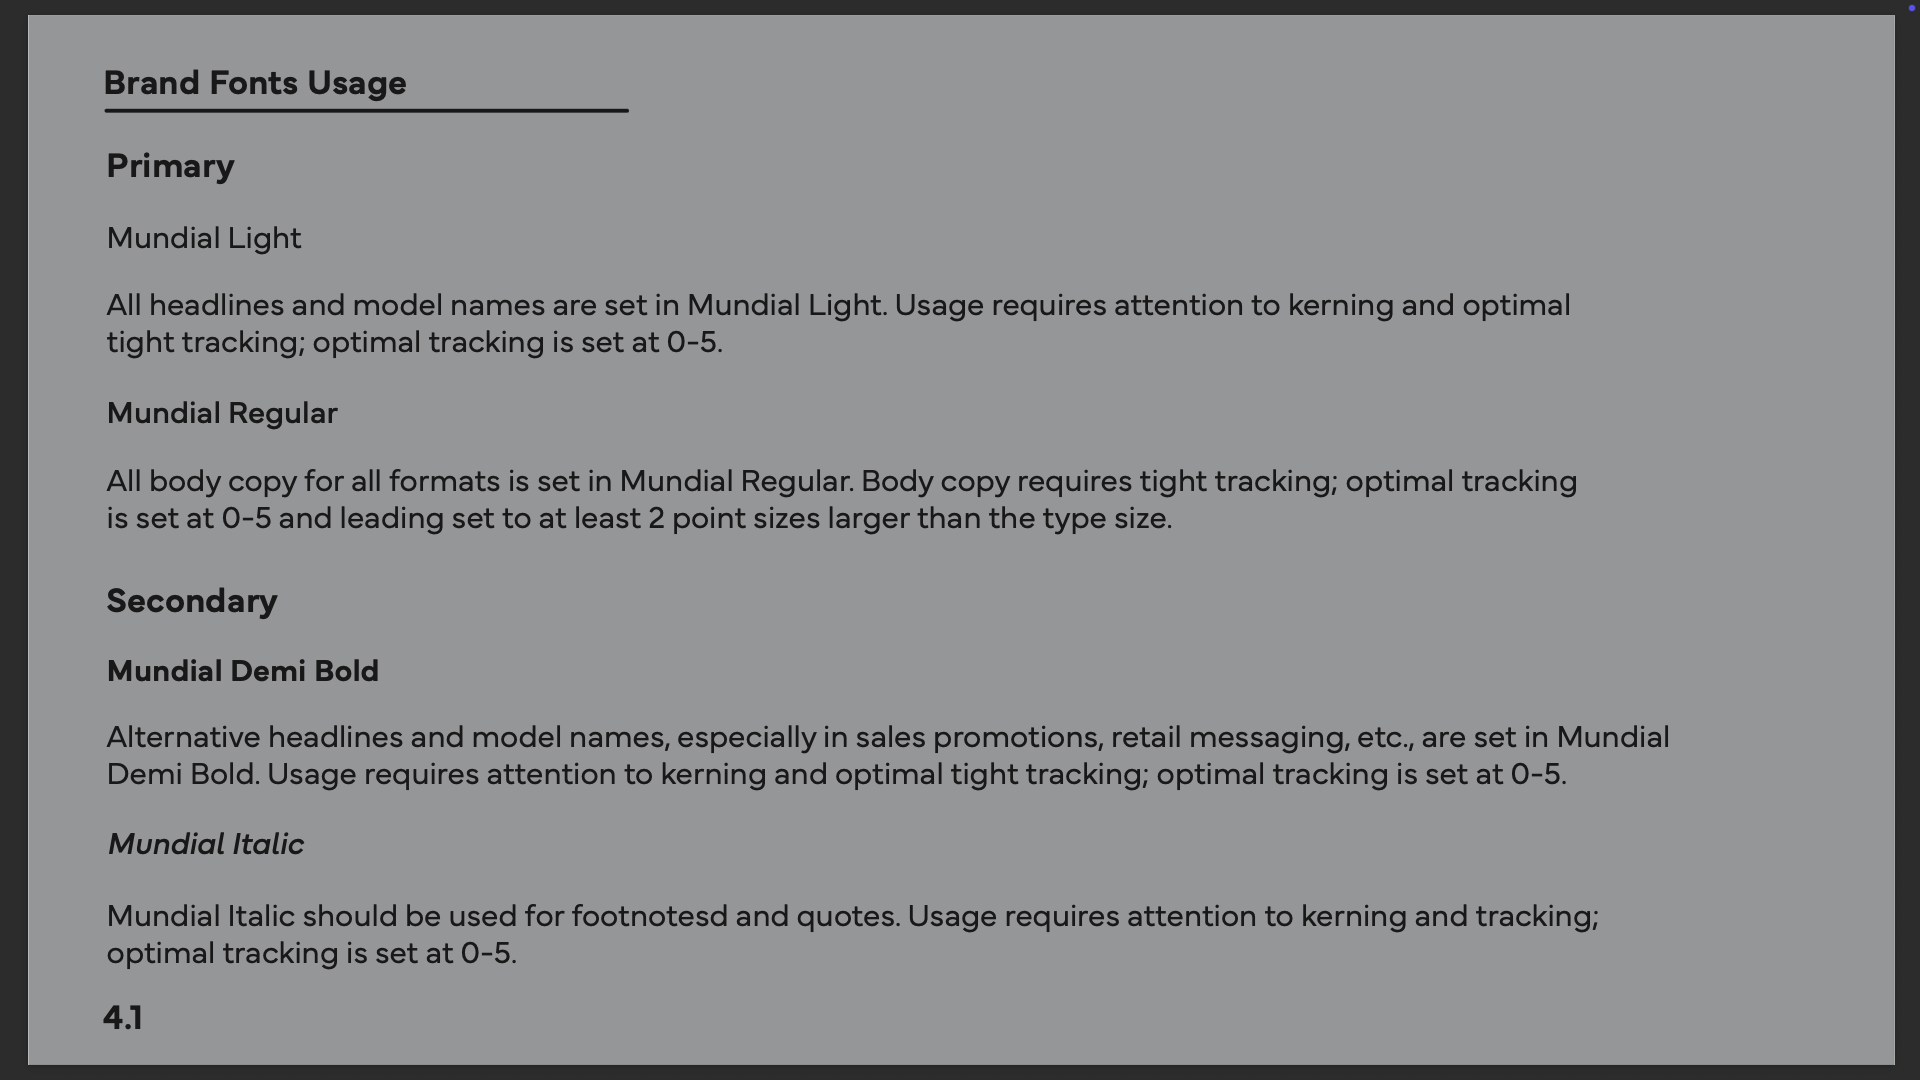 Brand Fonts Usage
Primary
Mundial Light
All headlines and model names are set in Mundial Light. Usage requires attention to kerning and optimal
tight tracking; optimal tracking is set at 0-5.
Mundial Regular
All body copy for all formats is set in Mundial Regular. Body copy requires tight tracking; optimal tracking
is set at 0-5 and leading set to at least 2 point sizes larger than the type size.
Secondary
Mundial Demi Bold
Alternative headlines and model names, especially in sales promotions, retail messaging, etc., are set in Mundial
Demi Bold. Usage requires attention to kerning and optimal tight tracking; optimal tracking is set at 0-5.
Mundial Italic
Mundial Italic should be used for footnotesd and quotes. Usage requires attention to kerning and tracking;
optimal tracking is set at 0-5.
4.1